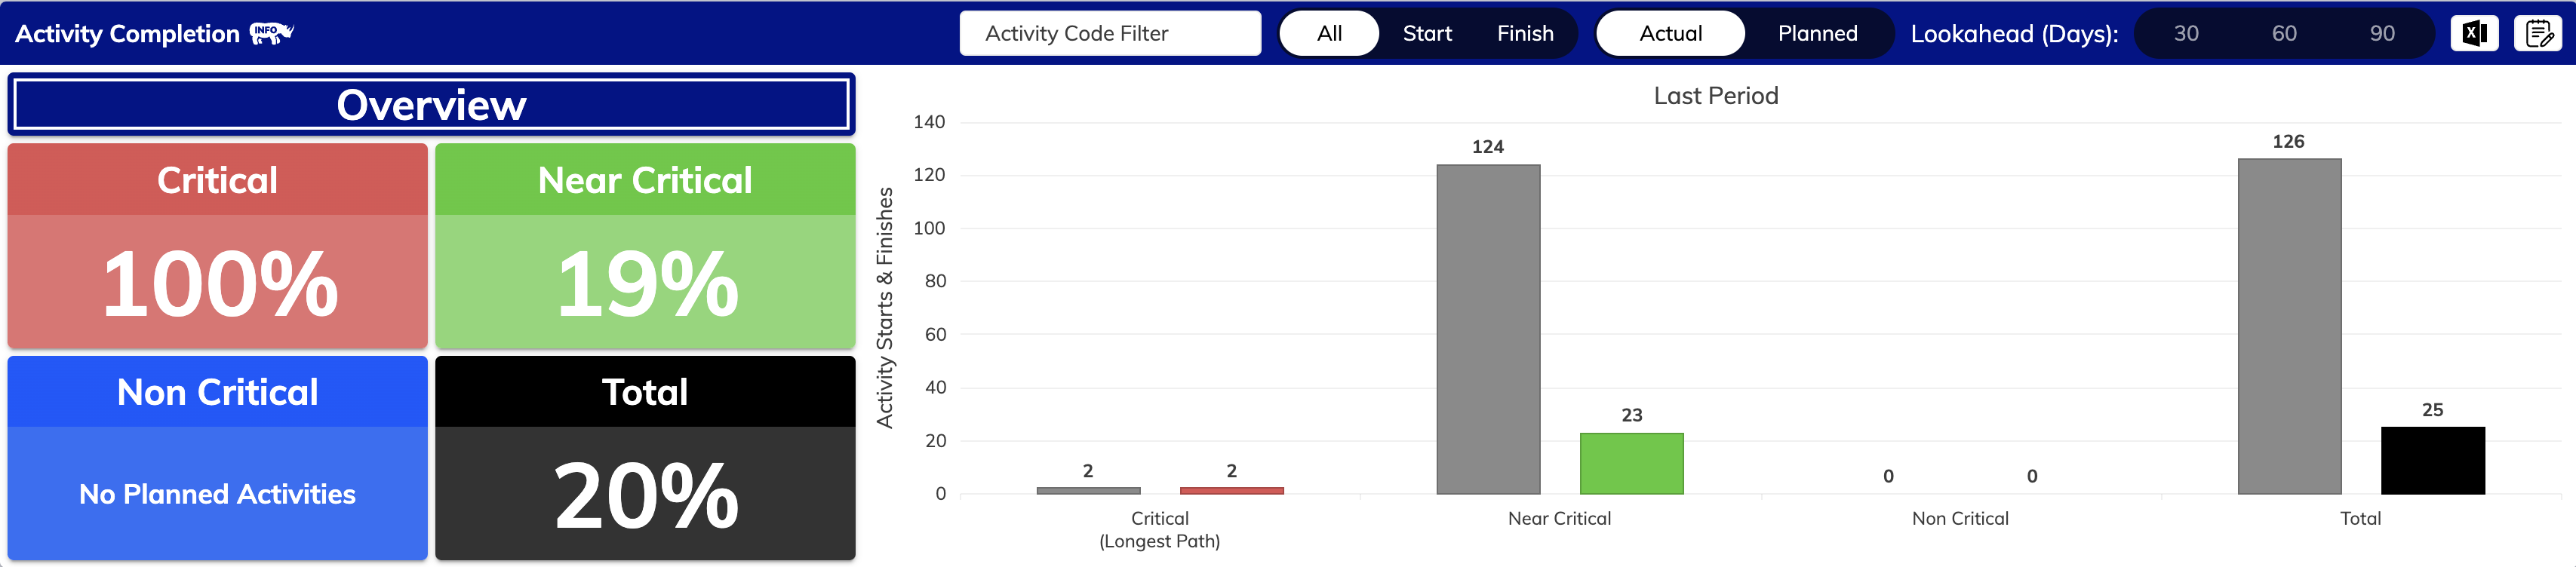 Activity Completion INFO
Activity Code Filter
All Start Finish
Actual Planned
Lookahead (Days): 30 60 90
X
Overview
Critical
100%
Near Critical
19%
Non Critical
No Planned Activities
Total
20%
Last Period
Activity Starts & Finishes
140
120
100
80
60
40
20
0
2 2
124 23
0 0
126 25
Critical
(Longest Path)
Near Critical
Non Critical
Total